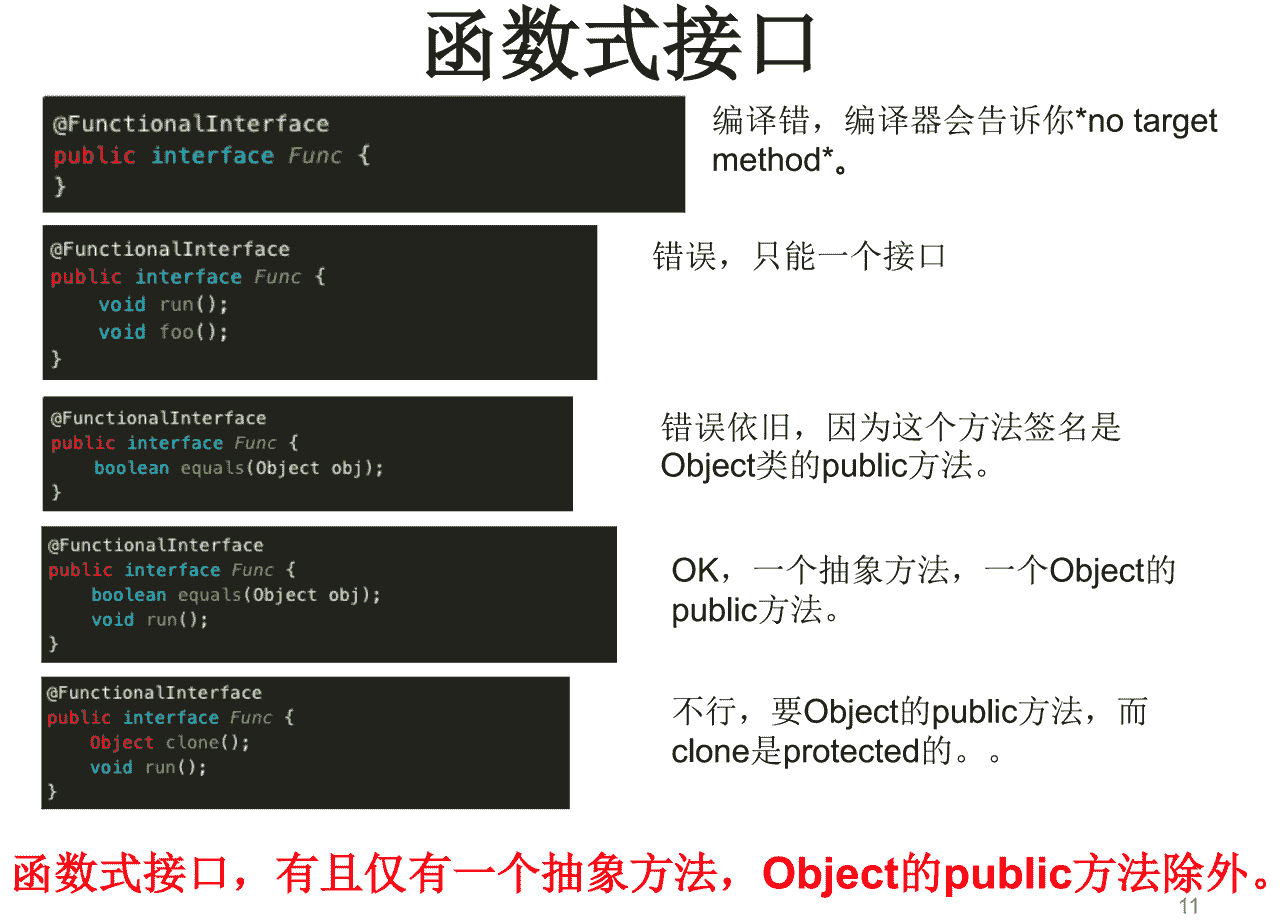 函数式接口
@FunctionalInterface
public interface Func {
}
编译错，编译器会告诉你*no target
method*。
@FunctionalInterface
public interface Func {
void run();
void foo();
}
错误，只能一个接口
@FunctionalInterface
public interface Func {
boolean equals(Object obj);
}
错误依旧，因为这个方法签名是
Object类的public方法。
@FunctionalInterface
public interface Func {
boolean equals(Object obj);
void run();
}
OK，一个抽象方法，一个Object的
public方法。
@FunctionalInterface
public interface Func {
Object clone();
void run();
}
不行，要Object的public方法，而
clone是protected的。。
函数式接口，有且仅有一个抽象方法，Object的public方法除外。
11